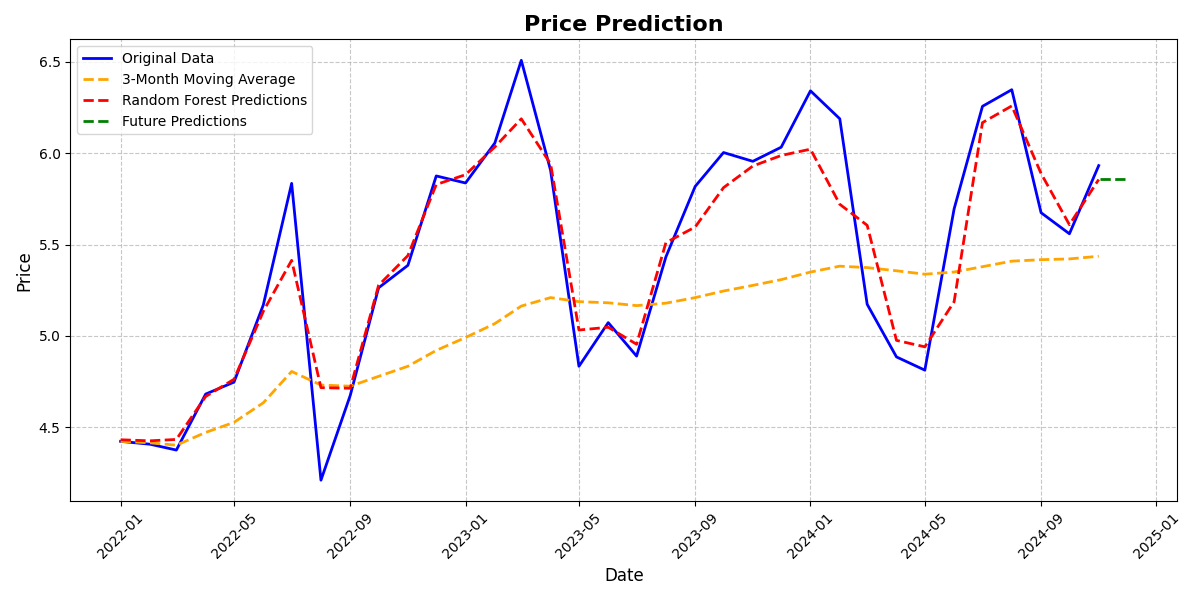 Price Prediction
Original Data
3-Month Moving Average
Random Forest Predictions
Future Predictions
Price
6.5
6.0
5.5
5.0
4.5
2022-01
2022-05
2022-09
2023-01
2023-05
2023-09
2024-01
2024-05
2024-09
2025-01
Date